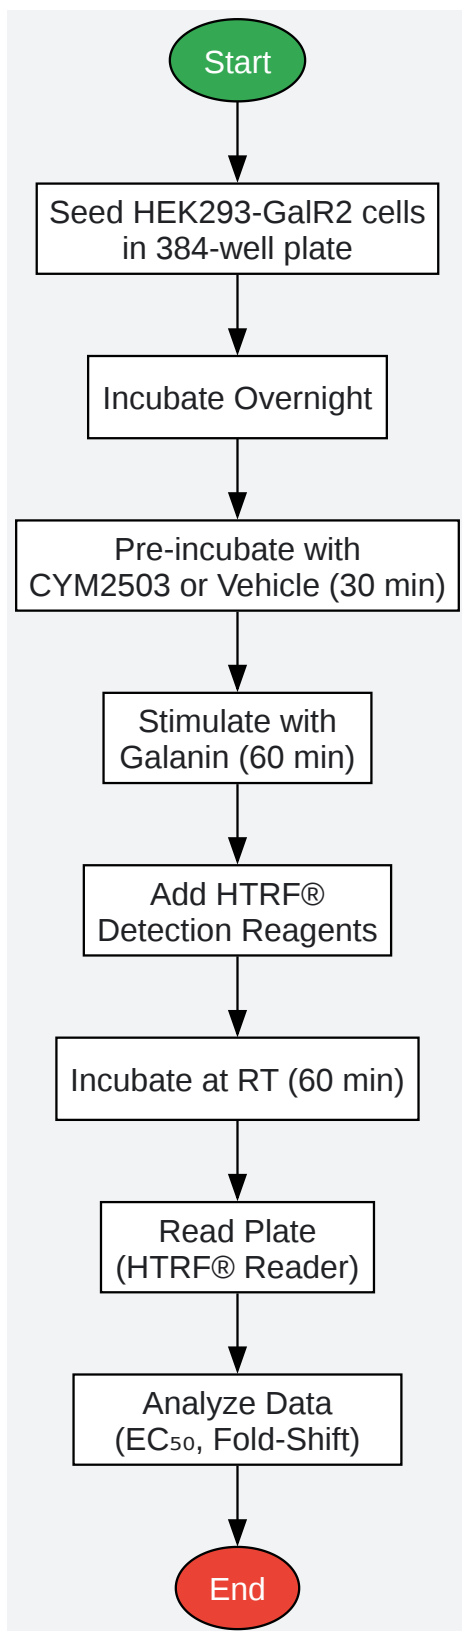 Start
Seed HEK293-GalR2 cells
in 384-well plate
Incubate Overnight
Pre-incubate with
CYM2503 or Vehicle (30 min)
Stimulate with
Galanin (60 min)
Add HTRF®
Detection Reagents
Incubate at RT (60 min)
Read Plate
(HTRF® Reader)
Analyze Data
(EC₅₀, Fold-Shift)
End